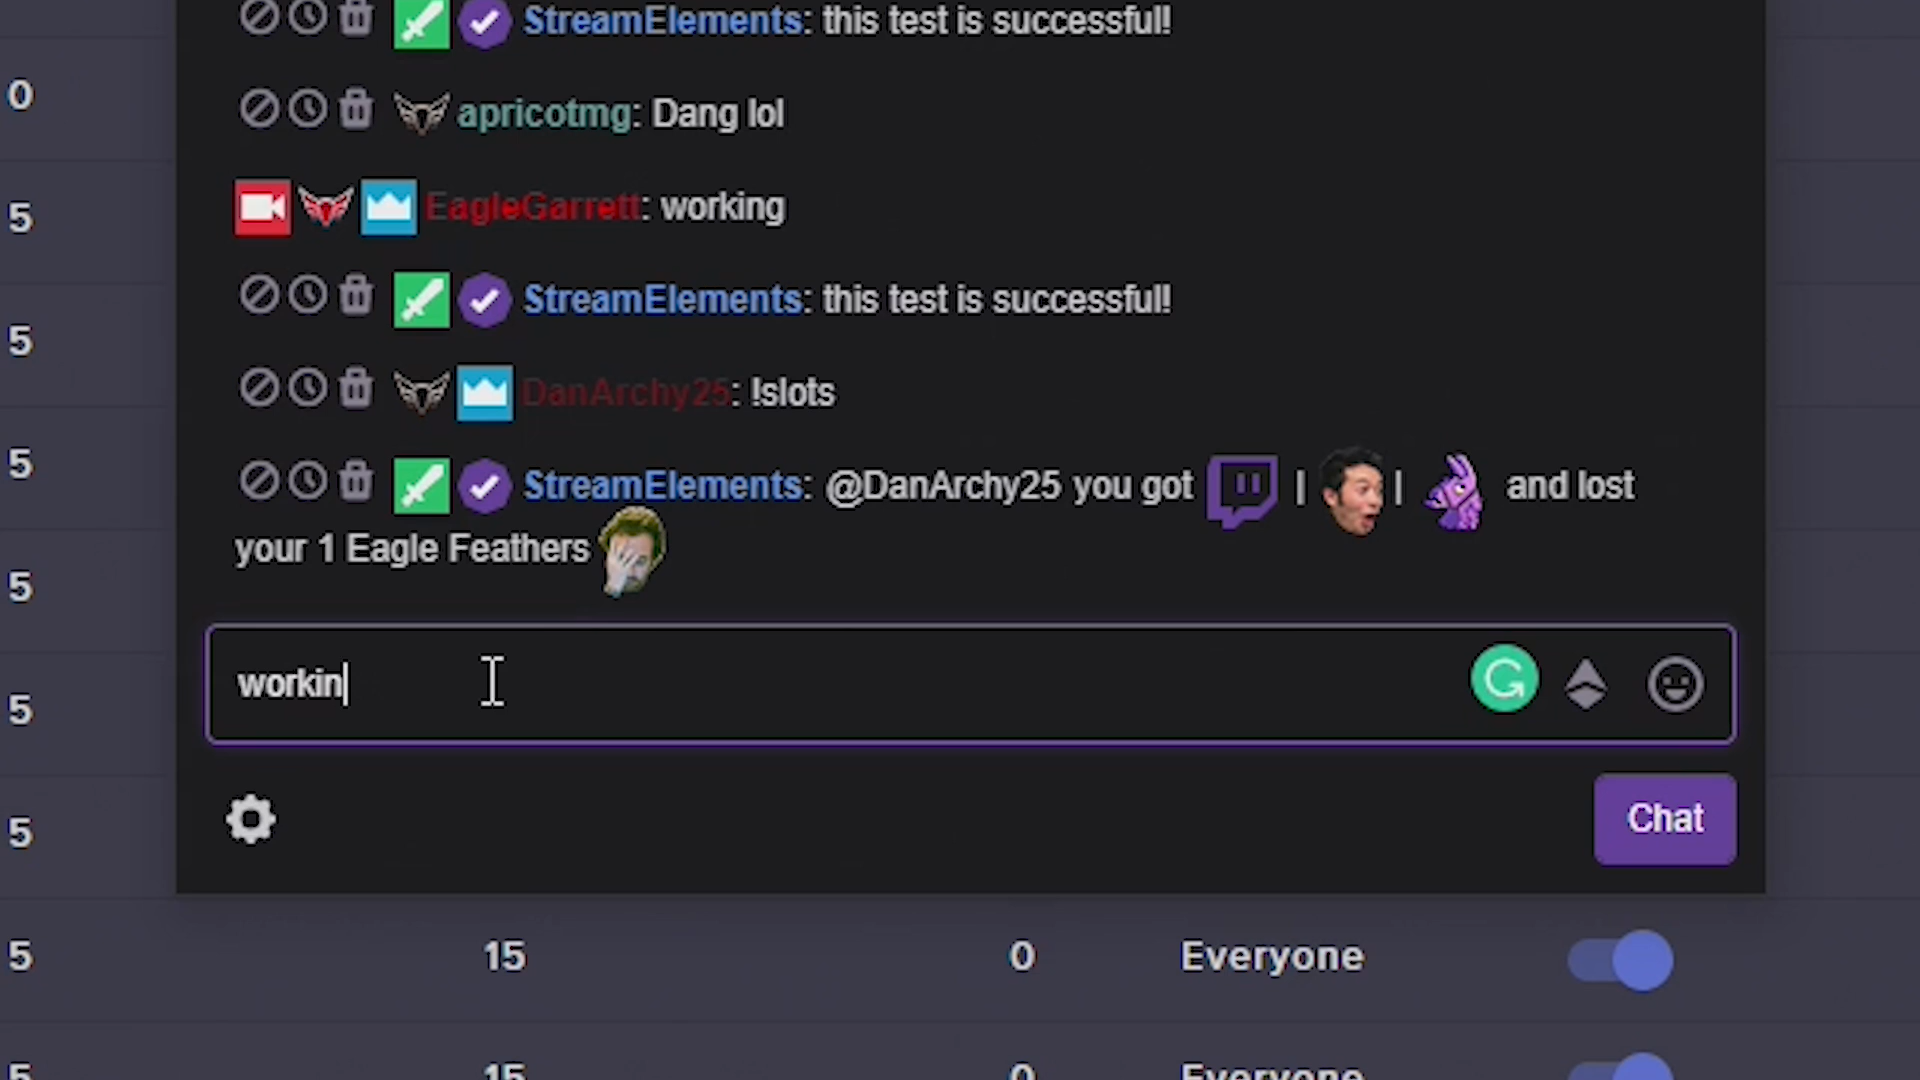 StreamElements: this test is successful!
0
apricotmg: Dang lol
5
EagleGarrett: working
StreamElements: this test is successful!
5
DanArchy25: !slots
5
StreamElements: @DanArchy25 you got | | and lost
your 1 Eagle Feathers
5
workin
5
5
Chat
5 15 0 Everyone
5 15 0 Everyone